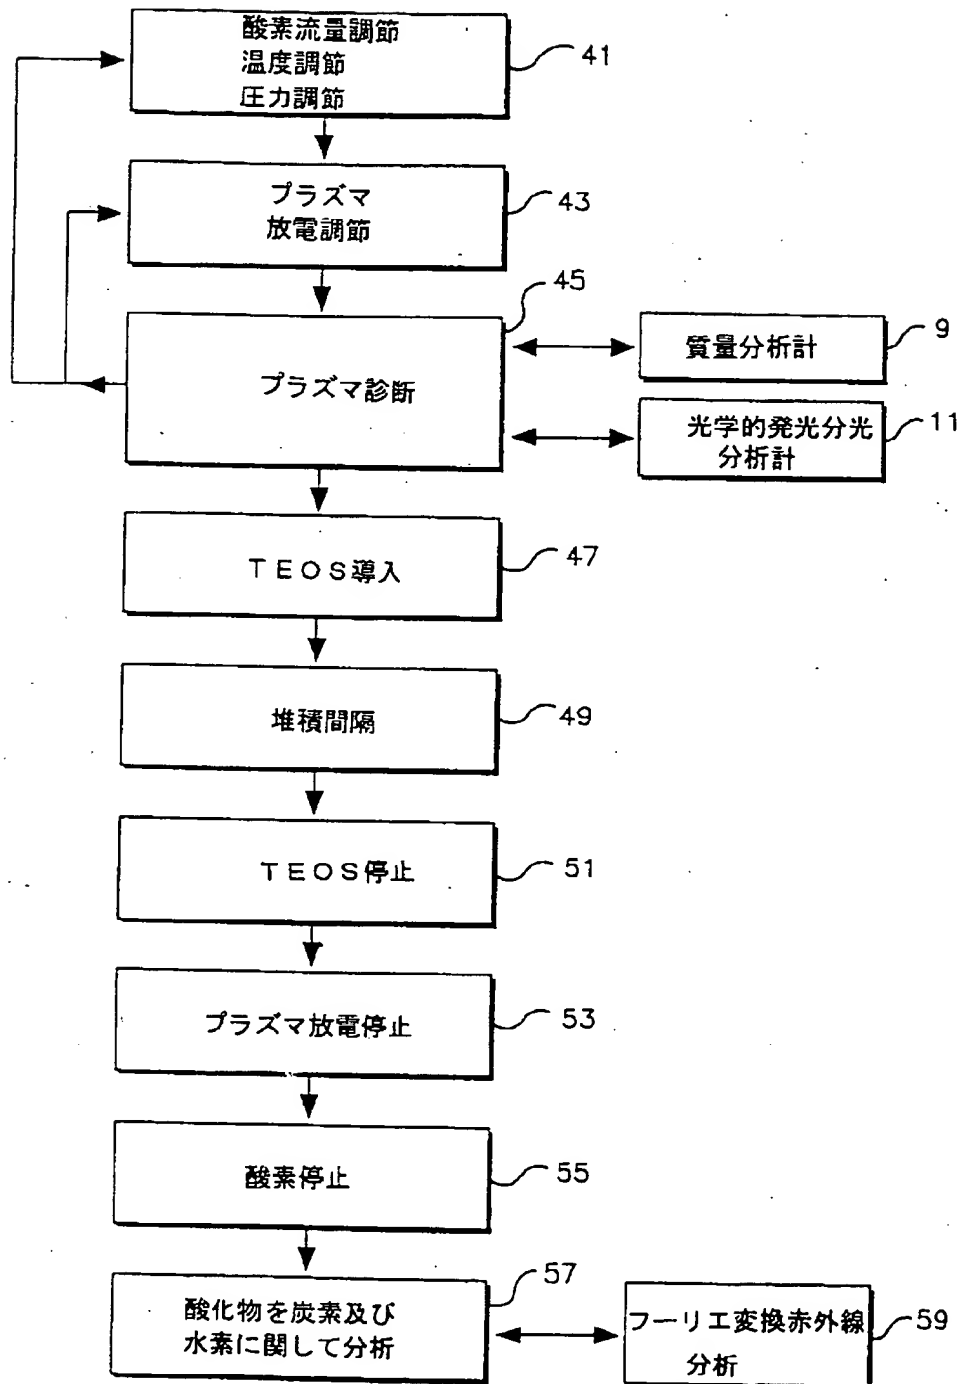 酸素流量調節
温度調節
圧力調節
41
プラズマ
放電調節
43
45
プラズマ診断
質量分析計
9
光学的発光分光
分析計
11
TEOS導入
47
堆積間隔
49
TEOS停止
51
プラズマ放電停止
53
酸素停止
55
57
酸化物を炭素及び
水素に関して分析
フーリエ変換赤外線
分析
59